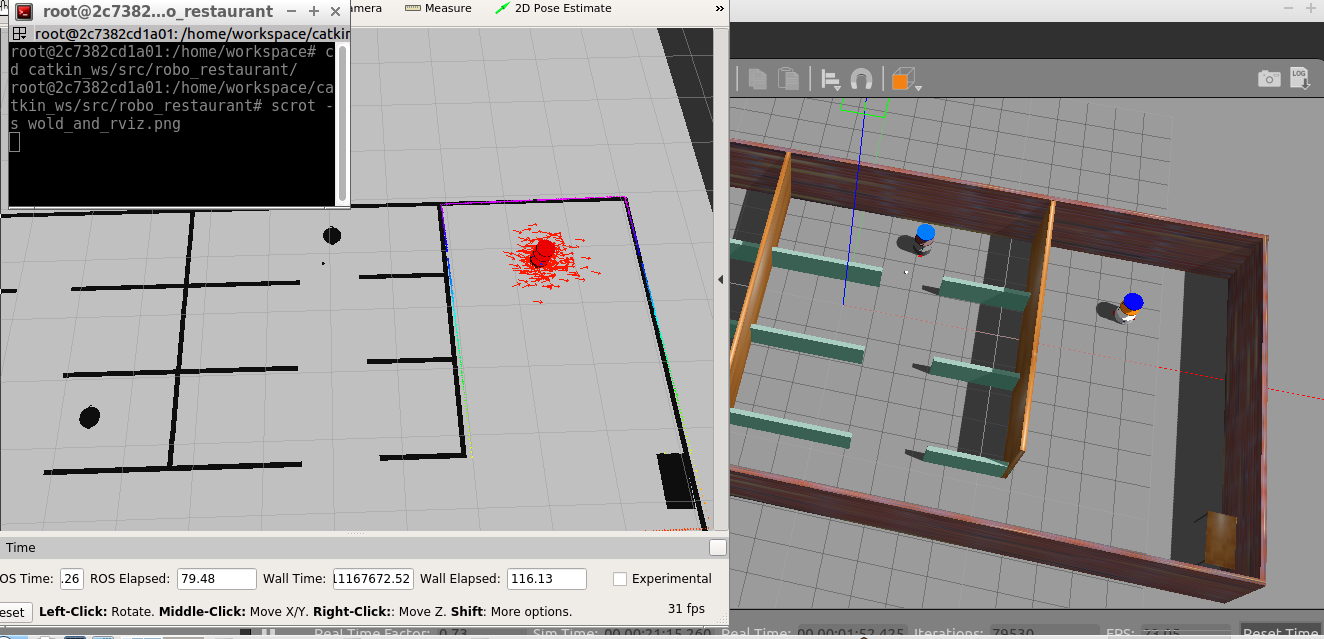 root@2c7382...o_restaurant
amera
Measure
2D Pose Estimate
»
root@2c7382cd1a01: /home/workspace/catkin
root@2c7382cd1a01:/home/workspace# c
d catkin_ws/src/robo_restaurant/
root@2c7382cd1a01:/home/workspace/ca
tkin_ws/src/robo_restaurant# scrot -
s wold_and_rviz.png
LOG
Time
OS Time: .26 ROS Elapsed: 79.48 Wall Time: 11167672.52 Wall Elapsed: 116.13 Experimental
eset Left-Click: Rotate. Middle-Click: Move X/Y. Right-Click:: Move Z. Shift: More options. 31 fps
Real Time Factor: 0.73 Sim Time: 00 00:21:15.260 Real Time: 00 00:01:52.425 Iterations: 79530 FPS: Reset Time